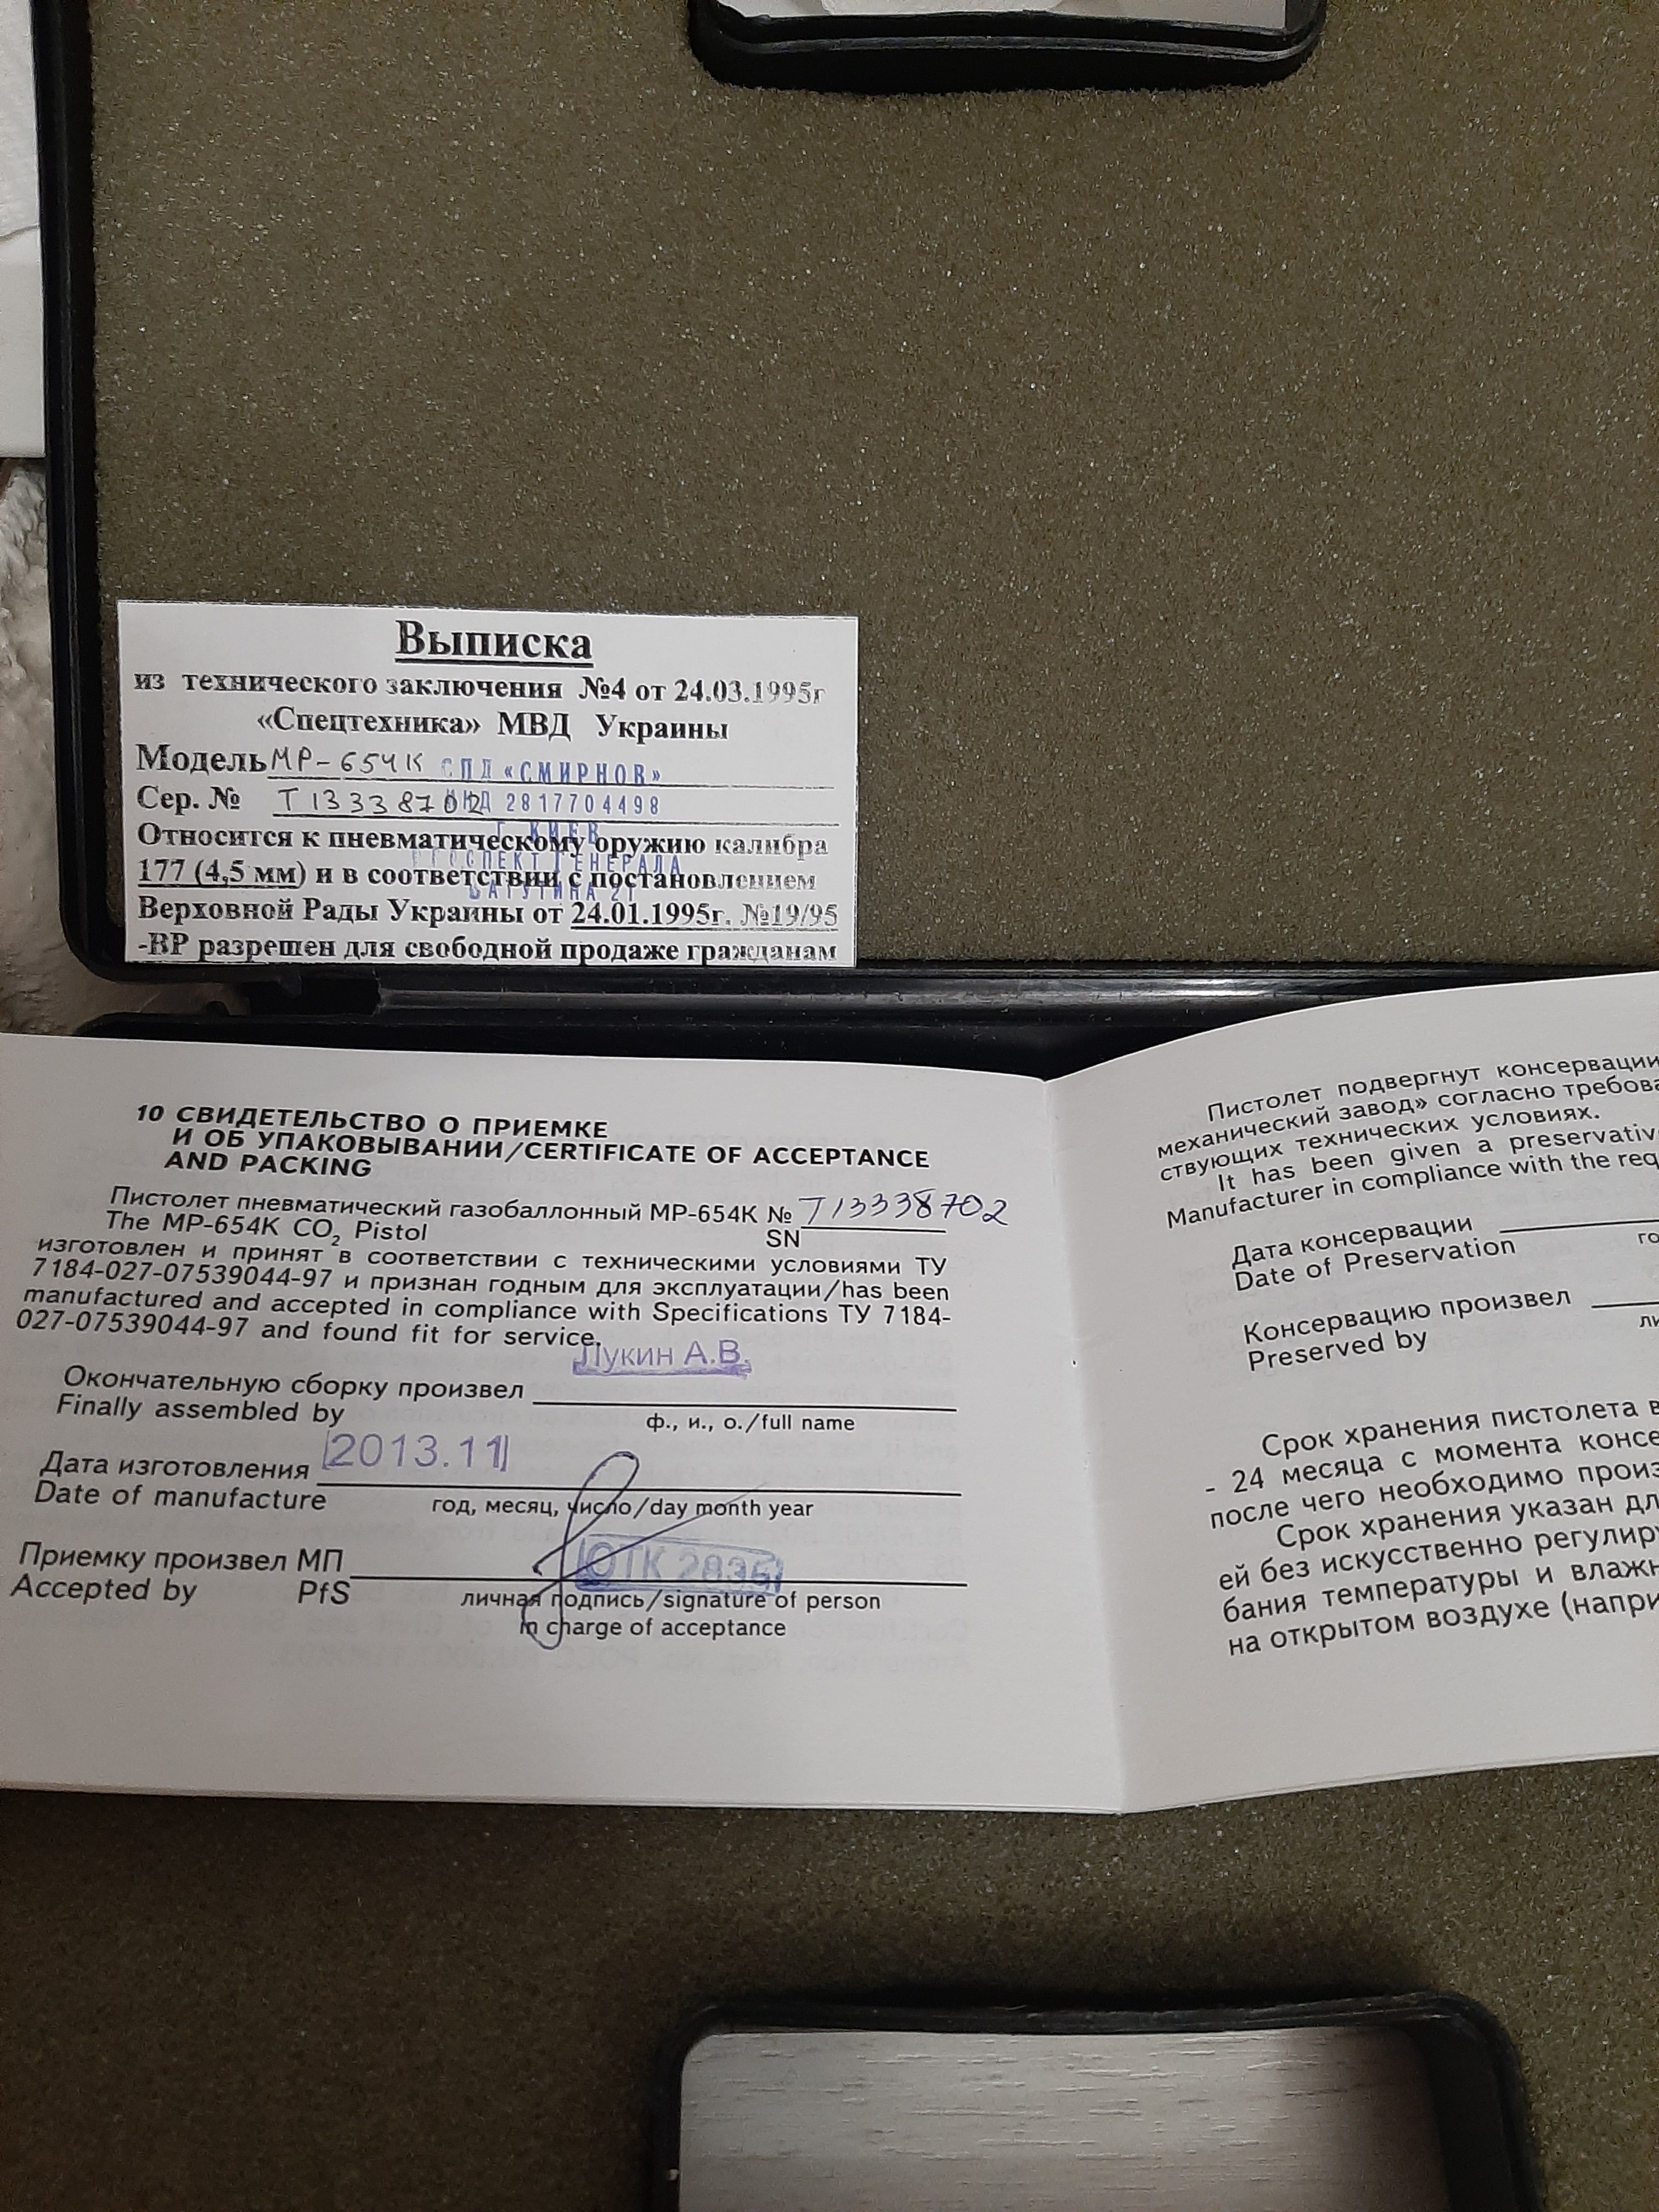 Выписка
из технического заключения №4 от 24.03.1995г
«Спецтехника» МВД Украины
Модель МР-654К СПД «СМИРНОВ»
Сер. № Т13338702 2817704498
Г. КИЕВ
Относится к пневматическому оружию калибра
ПРОСПЕКТ ГЕНЕРАЛА
177 (4,5 мм) и в соответствии с постановлением
ВАТУТИНА 21
Верховной Рады Украины от 24.01.1995г. №19/95
-ВР разрешен для свободной продаже гражданам
10 СВИДЕТЕЛЬСТВО О ПРИЕМКЕ
И ОБ УПАКОВЫВАНИИ/CERTIFICATE OF ACCEPTANCE
AND PACKING
Пистолет пневматический газобаллонный МР-654К № Т13338702
The MP-654K CO2 Pistol SN
изготовлен и принят в соответствии с техническими условиями ТУ
7184-027-07539044-97 и признан годным для эксплуатации/has been
manufactured and accepted in compliance with Specifications ТУ 7184-
027-07539044-97 and found fit for service.
Лукин А.В.
Окончательную сборку произвел
Finally assembled by
ф., и., о./full name
2013.11
Дата изготовления
Date of manufacture
год, месяц, число/day month year
Приемку произвел МП
ОТК 2835
Accepted by PfS
личная подпись/signature of person
in charge of acceptance
Пистолет подвергнут консервации
механический завод» согласно
ствующих технических условиях.
It has been given a
Manufacturer in compliance with the
Дата консервации
Date of Preservation
Консервацию произвел
Preserved by
Срок хранения пистолета в
- 24 месяца с момента
после чего необходимо
Срок хранения указан
ей без искусственно
бания температуры и
на открытом воздухе